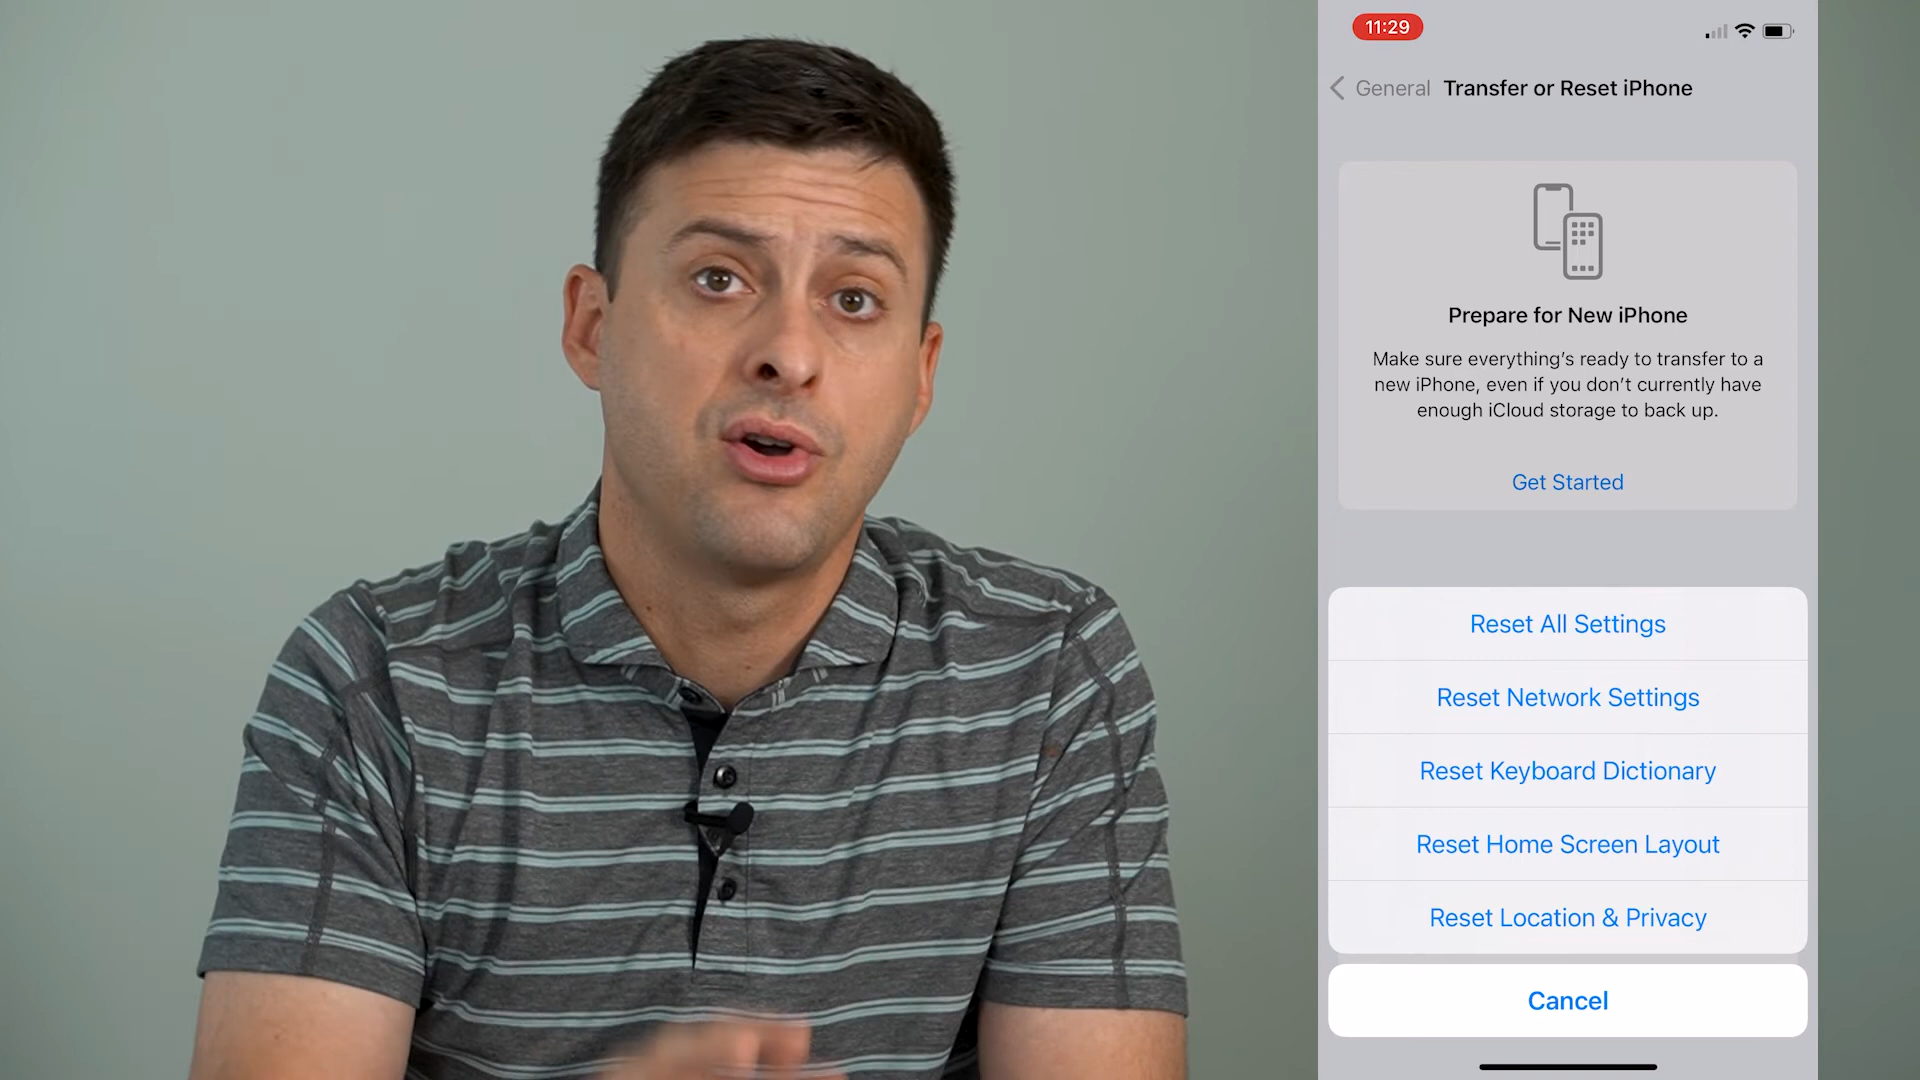 11:29
General Transfer or Reset iPhone
Prepare for New iPhone
Make sure everything's ready to transfer to a
new iPhone, even if you don't currently have
enough iCloud storage to back up.
Get Started
Reset All Settings
Reset Network Settings
Reset Keyboard Dictionary
Reset Home Screen Layout
Reset Location & Privacy
Cancel